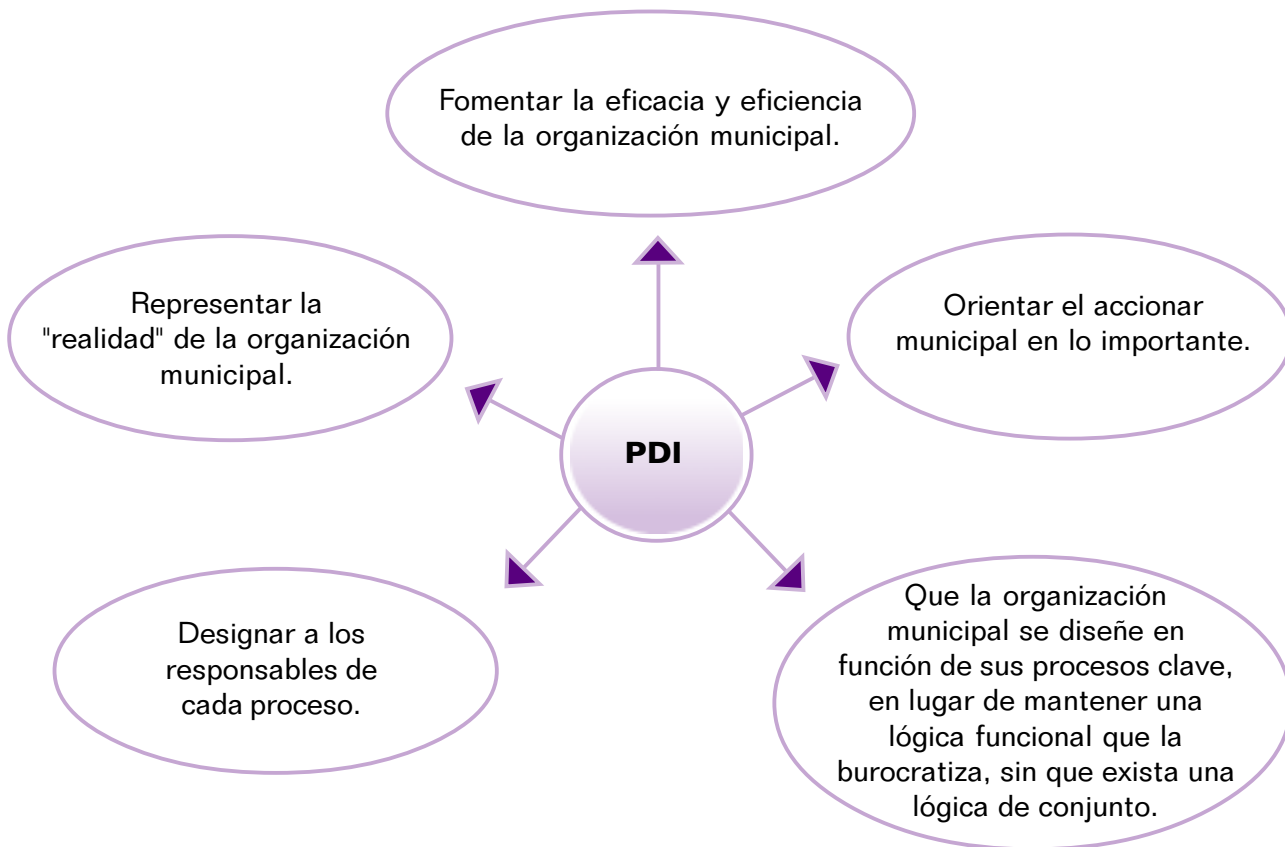 Fomentar la eficacia y eficiencia
de la organización municipal.
Representar la
"realidad" de la organización
municipal.
Orientar el accionar
municipal en lo importante.
PDI
Designar a los
responsables de
cada proceso.
Que la organización
municipal se diseñe en
función de sus procesos clave,
en lugar de mantener una
lógica funcional que la
burocratiza, sin que exista una
lógica de conjunto.